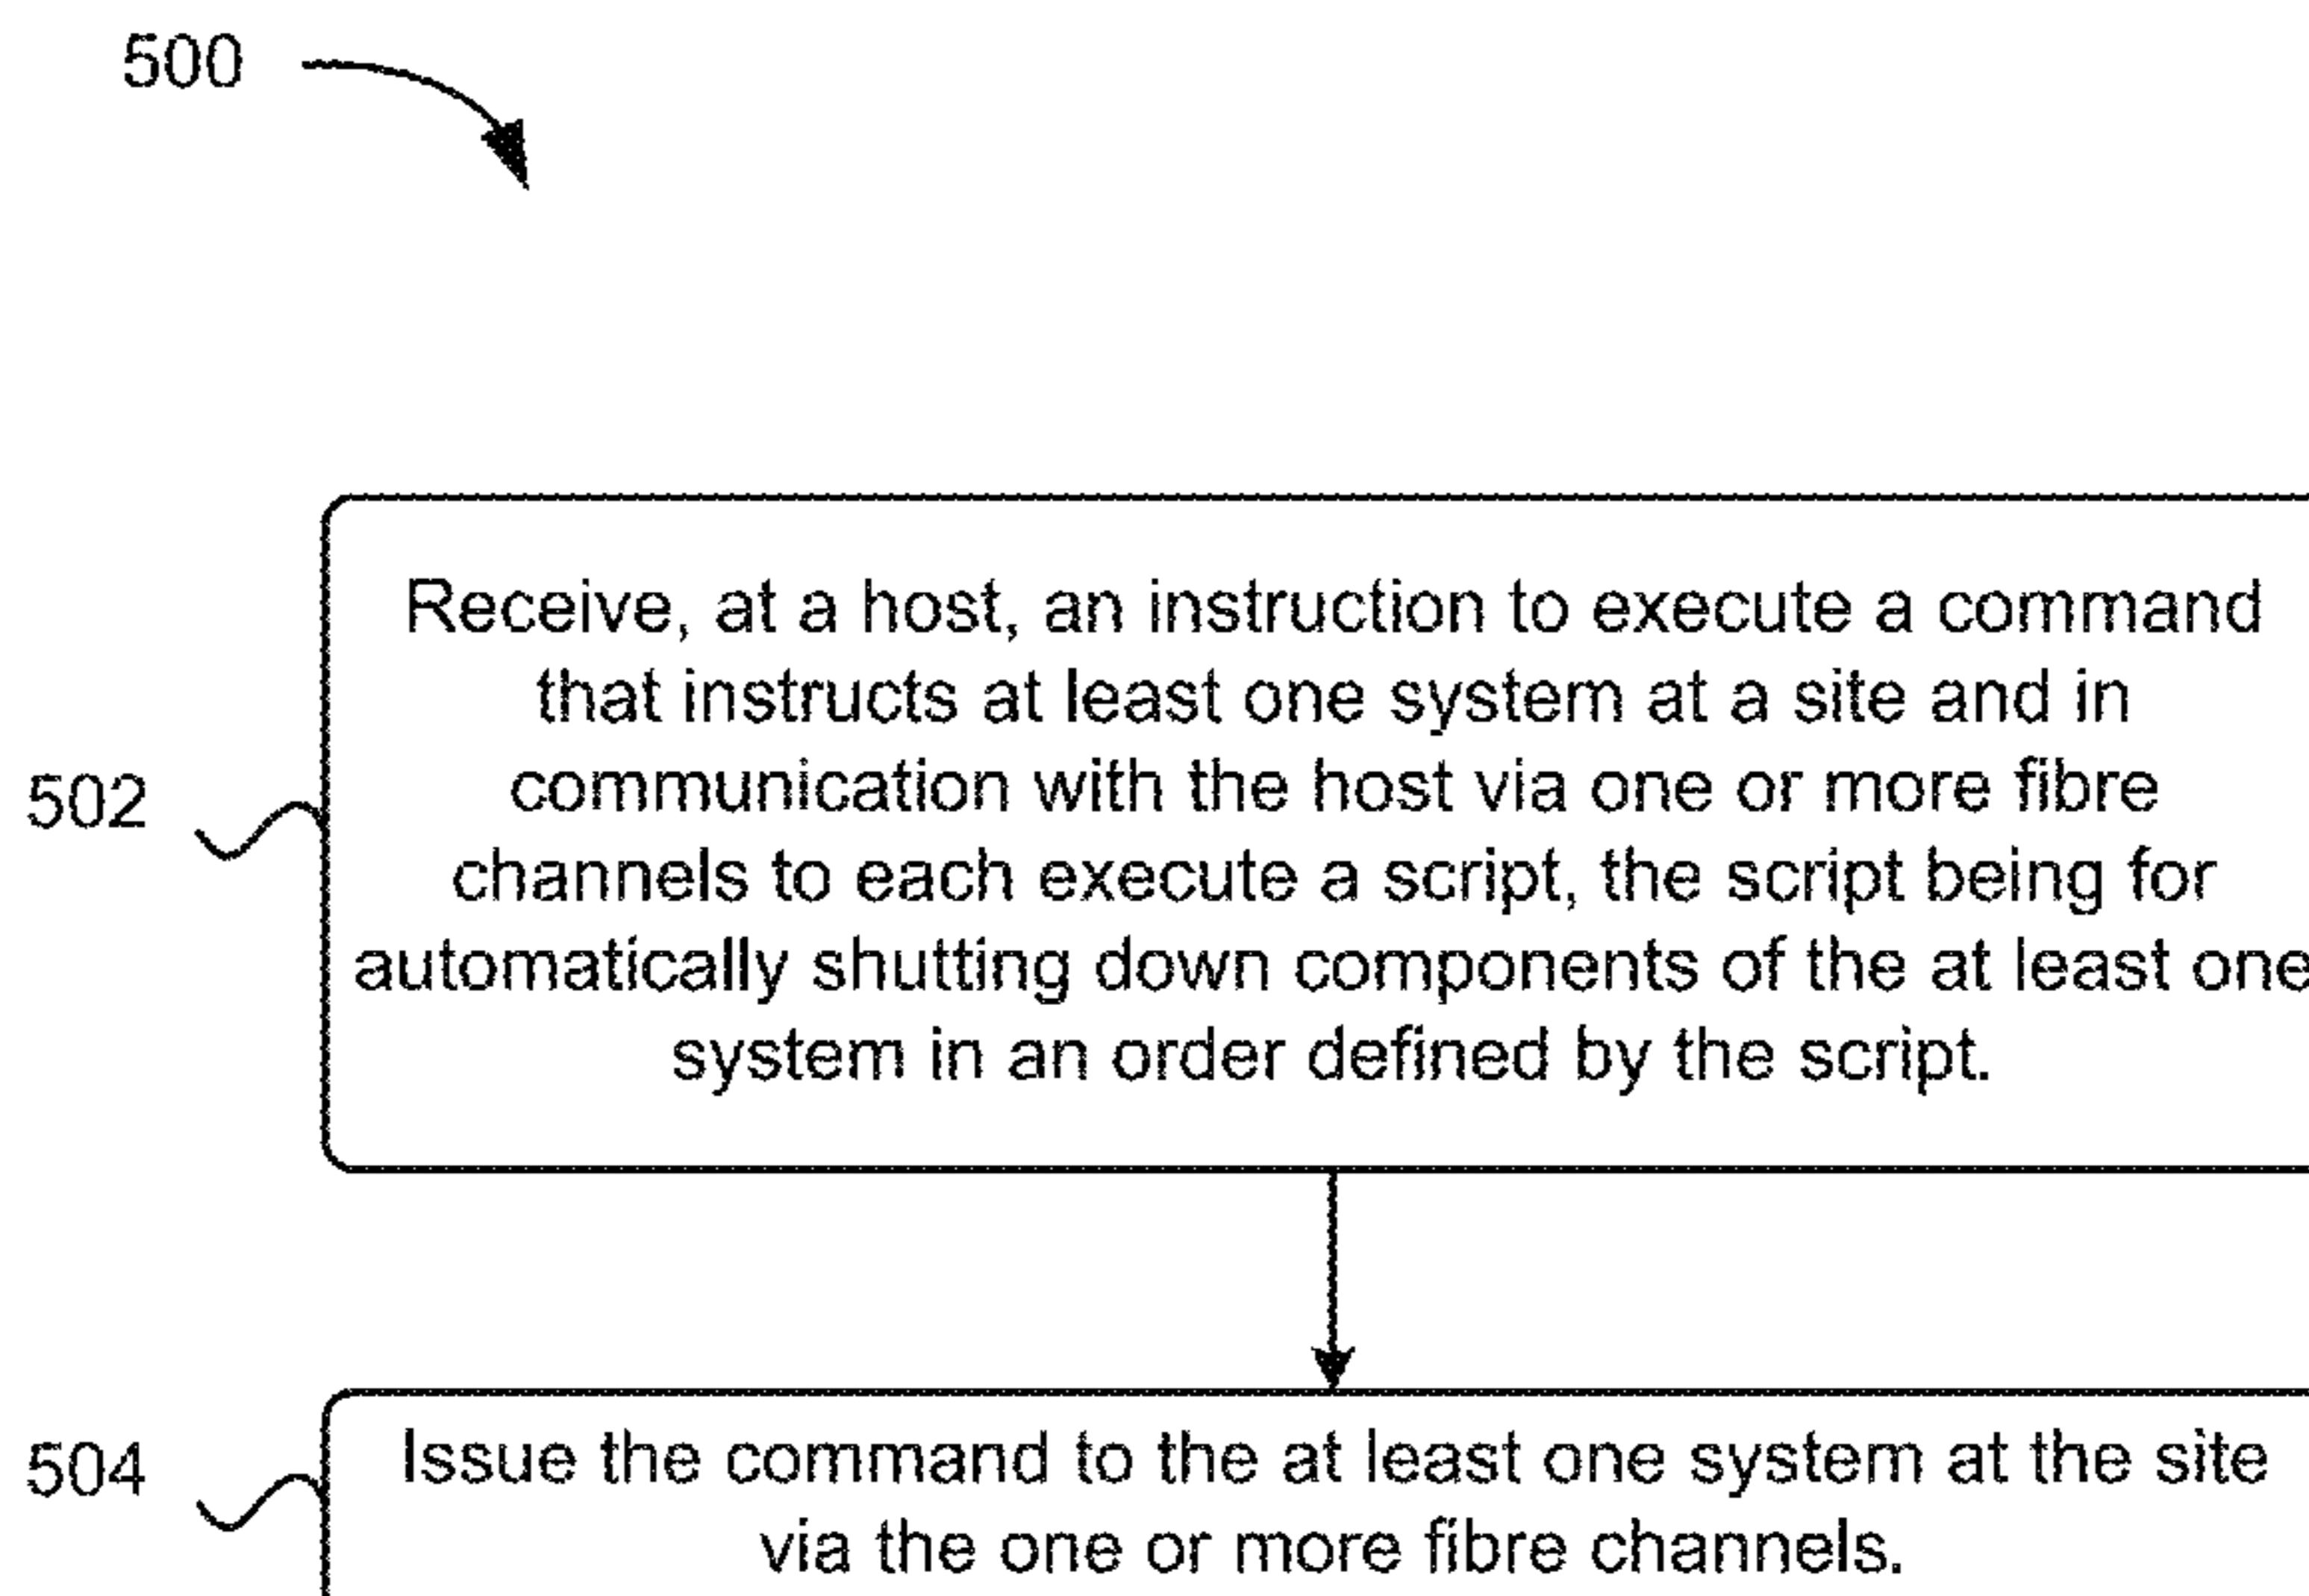 500
Receive, at a host, an instruction to execute a command
that instructs at least one system at a site and in
communication with the host via one or more fibre
channels to each execute a script, the script being for
automatically shutting down components of the at least one
system in an order defined by the script.
502
Issue the command to the at least one system at the site
via the one or more fibre channels.
504